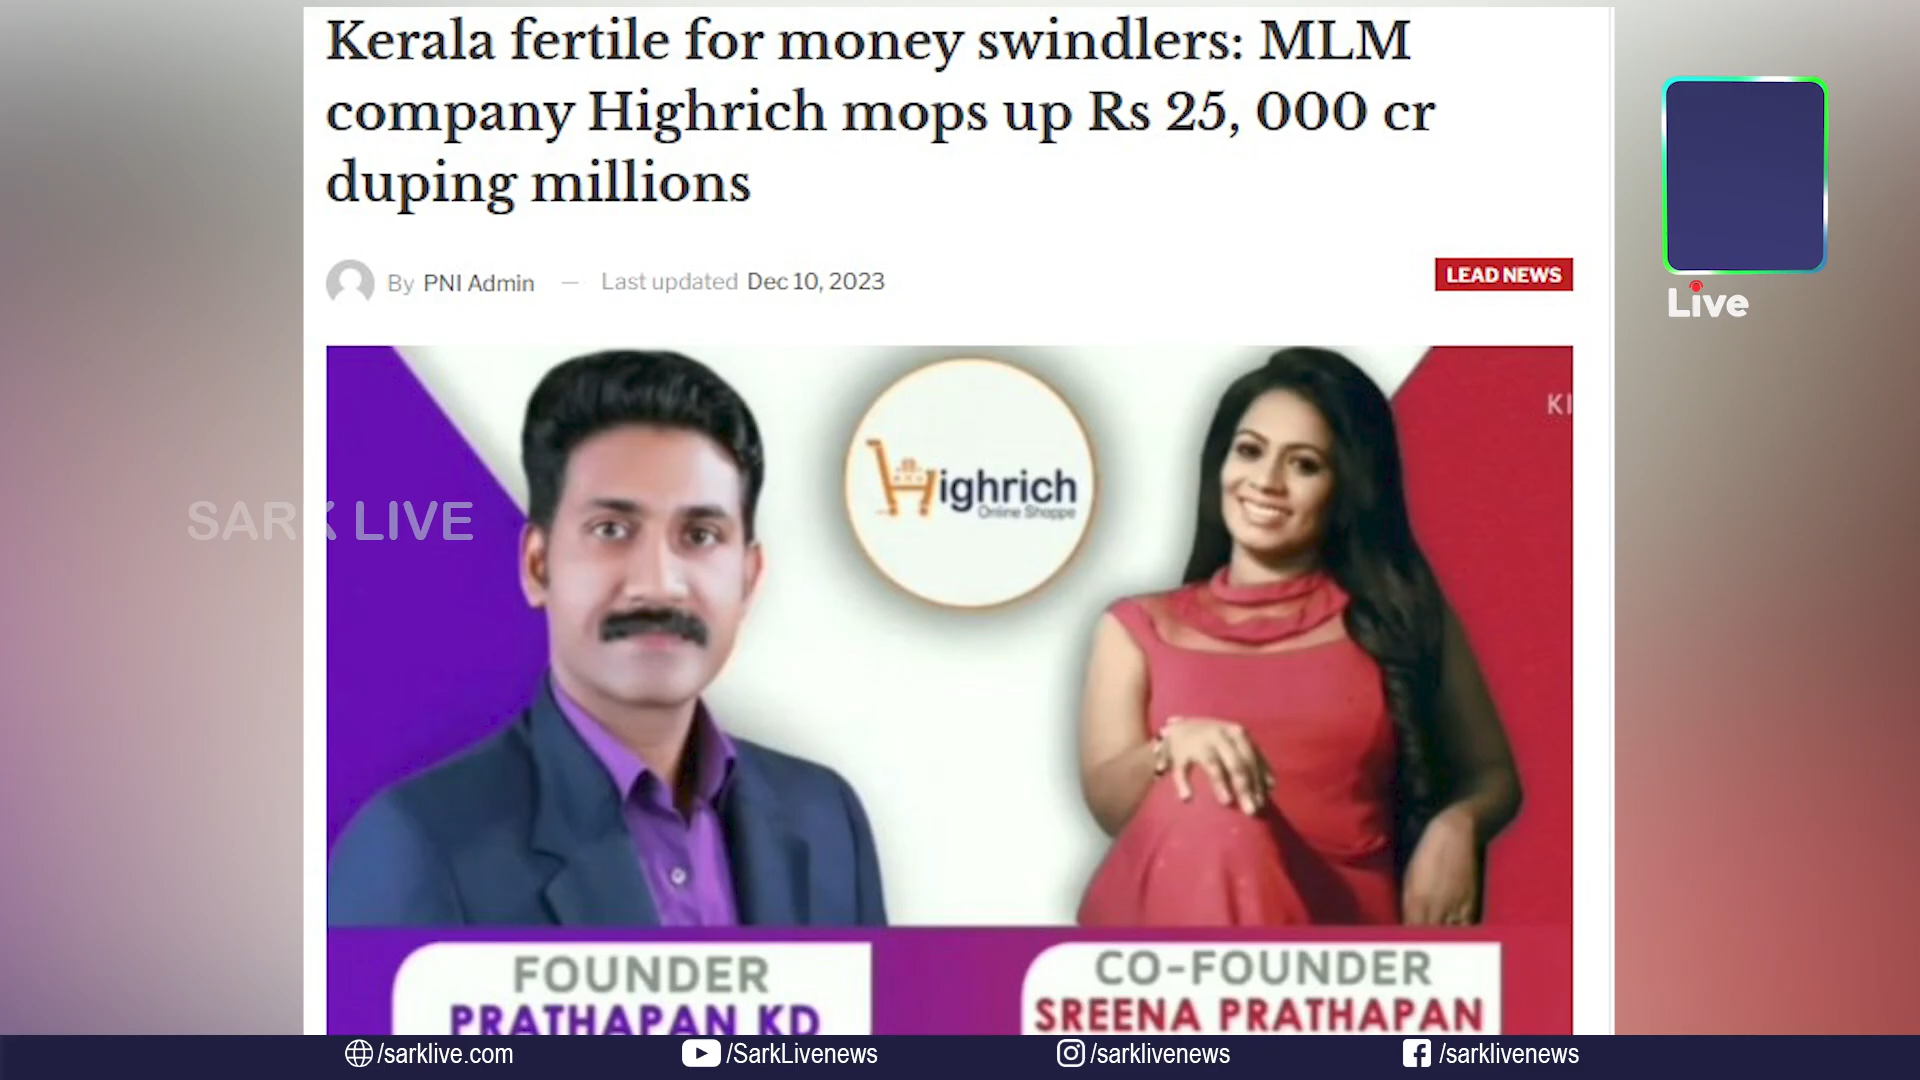 Kerala fertile for money swindlers: MLM
company Highrich mops up Rs 25, 000 cr
duping millions
By PNI Admin — Last updated Dec 10, 2023
LEAD NEWS
Live
KI
Highrich
Online Shoppe
SARK LIVE
FOUNDER
PRATHAPAN KD
CO-FOUNDER
SREENA PRATHAPAN
/sarklive.com
/SarkLivenews
/sarklivenews
/sarklivenews